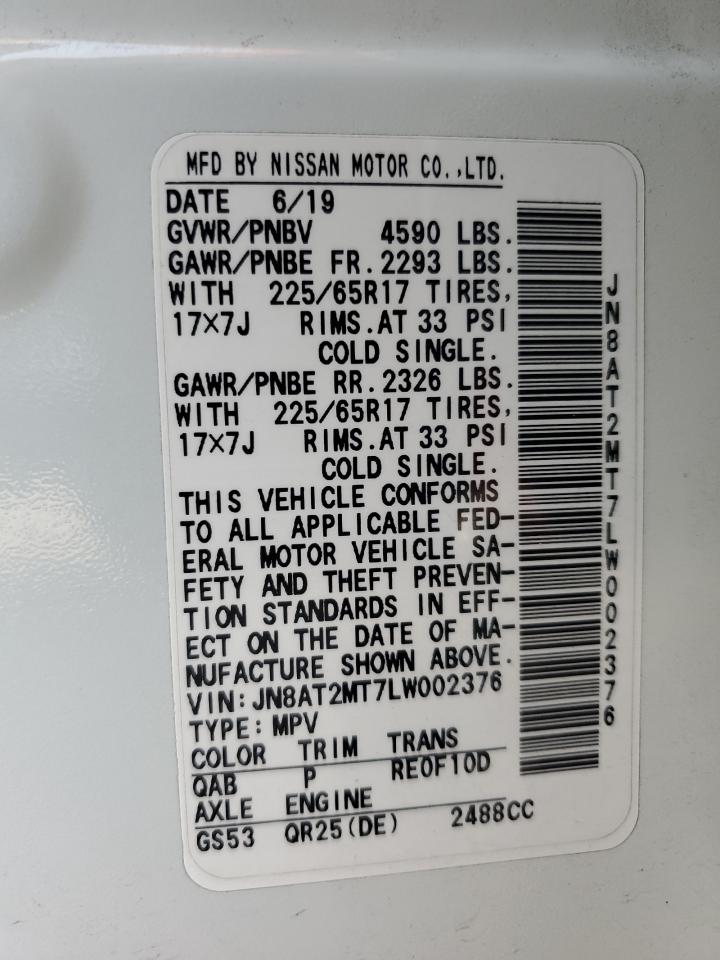 MFD BY NISSAN MOTOR CO.,LTD.
DATE 6/19
GVWR/PNBV 4590 LBS.
GAWR/PNBE FR.2293 LBS.
WITH 225/65R17 TIRES,
17×7J RIMS.AT 33 PSI
COLD SINGLE.
GAWR/PNBE RR.2326 LBS.
WITH 225/65R17 TIRES,
17×7J RIMS.AT 33 PSI
COLD SINGLE.
THIS VEHICLE CONFORMS
TO ALL APPLICABLE FED-
ERAL MOTOR VEHICLE SA-
FETY AND THEFT PREVEN-
TION STANDARDS IN EFF-
ECT ON THE DATE OF MA-
NUFACTURE SHOWN ABOVE.
VIN:JN8AT2MT7LW002376
TYPE:MPV
COLOR TRIM TRANS
QAB P RE0F10D
AXLE ENGINE
GS53 QR25(DE) 2488CC
JN8AT2MT7LW002376